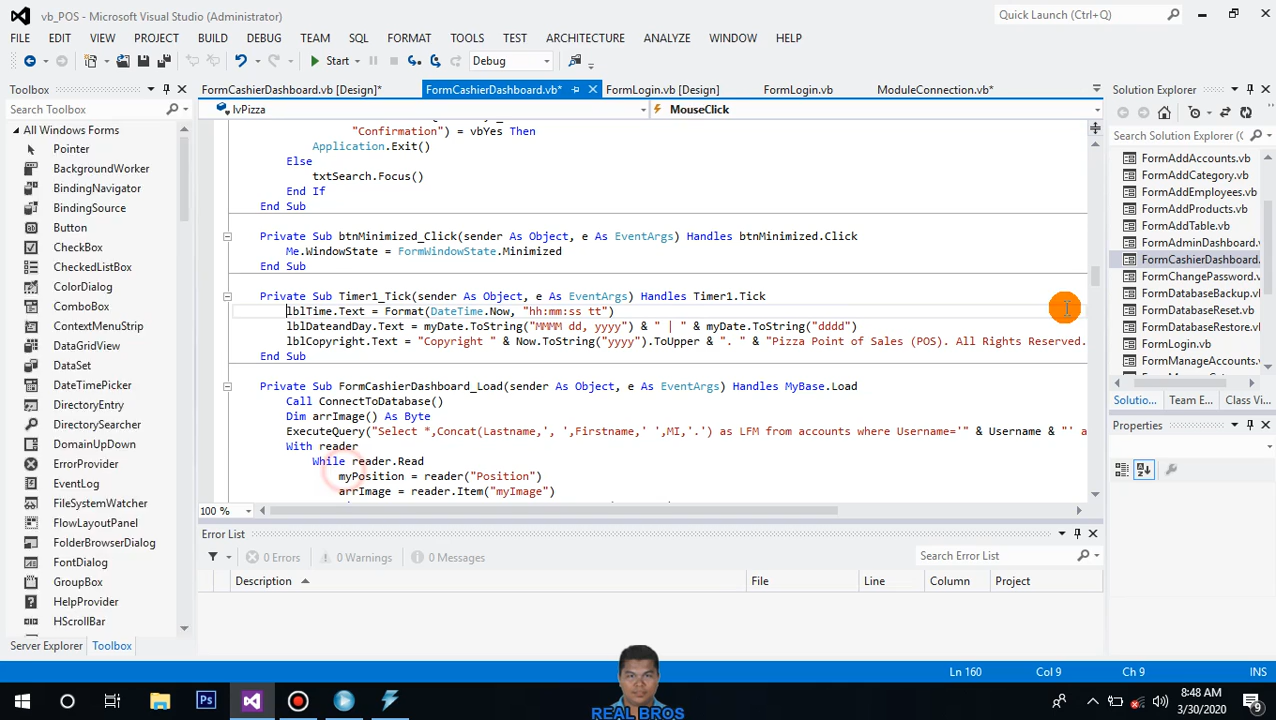 vb_POS - Microsoft Visual Studio (Administrator)
Quick Launch (Ctrl+Q)
FILE EDIT VIEW PROJECT BUILD DEBUG TEAM SQL FORMAT TOOLS TEST ARCHITECTURE ANALYZE WINDOW HELP
Start Debug
Toolbox
FormCashierDashboard.vb [Design]* FormCashierDashboard.vb* FormLogin.vb [Design] FormLogin.vb ModuleConnection.vb*
Solution Explorer
Search Toolbox
lvPizza MouseClick
Search Solution Explorer (
All Windows Forms
Pointer
BackgroundWorker
BindingNavigator
BindingSource
Button
CheckBox
CheckedListBox
ColorDialog
ComboBox
ContextMenuStrip
DataGridView
DataSet
DateTimePicker
DirectoryEntry
DirectorySearcher
DomainUpDown
ErrorProvider
EventLog
FileSystemWatcher
FlowLayoutPanel
FolderBrowserDialog
FontDialog
GroupBox
HelpProvider
HScrollBar
Server Explorer Toolbox
"Confirmation") = vbYes Then
Application.Exit()
Else
txtSearch.Focus()
End If
End Sub
Private Sub btnMinimized_Click(sender As Object, e As EventArgs) Handles btnMinimized.Click
Me.WindowState = FormWindowState.Minimized
End Sub
Private Sub Timer1_Tick(sender As Object, e As EventArgs) Handles Timer1.Tick
lblTime.Text = Format(DateTime.Now, "hh:mm:ss tt")
lblDateandDay.Text = myDate.ToString("MMMM dd, yyyy") & " | " & myDate.ToString("dddd")
lblCopyright.Text = "Copyright " & Now.ToString("yyyy").ToUpper & ". " & "Pizza Point of Sales (POS). All Rights Reserved.
End Sub
Private Sub FormCashierDashboard_Load(sender As Object, e As EventArgs) Handles MyBase.Load
Call ConnectToDatabase()
Dim arrImage() As Byte
ExecuteQuery("Select *,Concat(Lastname,', ',Firstname,' ',MI,'.') as LFM from accounts where Username='" & Username & "' a
With reader
While reader.Read
myPosition = reader("Position")
arrImage = reader.Item("myImage")
100 %
Error List
0 Errors 0 Warnings 0 Messages
Search Error List
Description File Line Column Project
FormAddAccounts.vb
FormAddCategory.vb
FormAddEmployees.vb
FormAddProducts.vb
FormAddTable.vb
FormAdminDashboard.
FormCashierDashboard.
FormChangePassword.v
FormDatabaseBackup.v
FormDatabaseReset.vb
FormDatabaseRestore.v
FormLogin.vb
FormManageAccounts.
Solutio... Team E... Class Vi...
Properties
Ln 160 Col 9 Ch 9 INS
Ps
REAL BROS
8:48 AM
3/30/2020
9